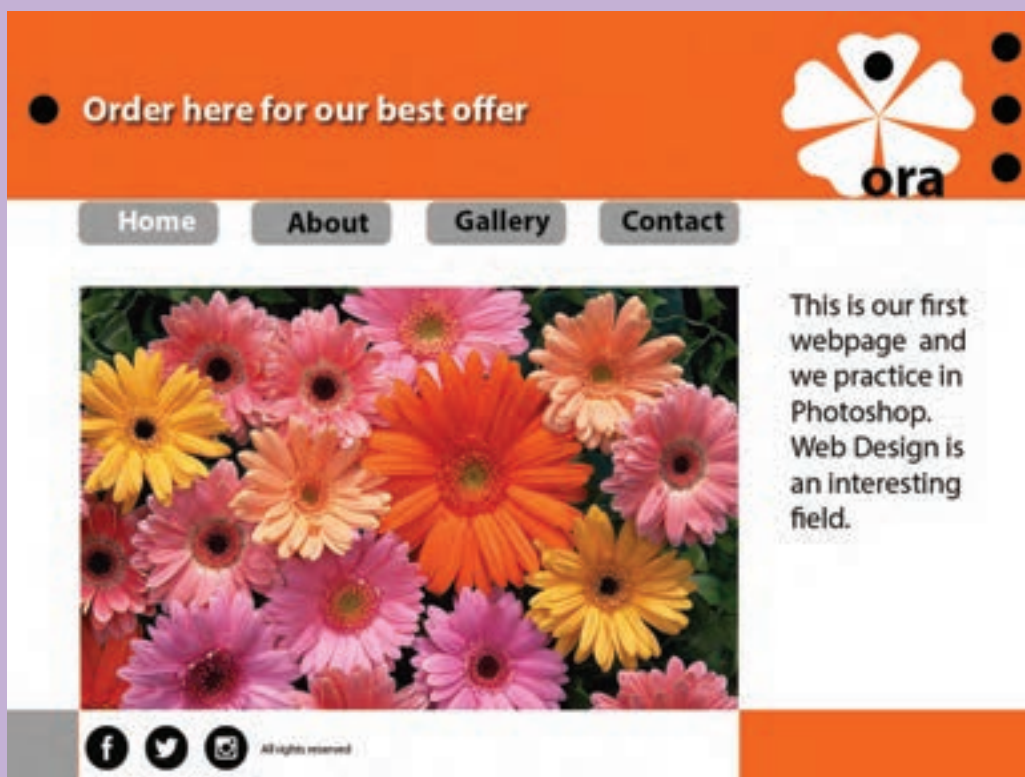 Order here for our best offer
ora
Home About Gallery Contact
This is our first
webpage and
we practice in
Photoshop.
Web Design is
an interesting
field.
All rights reserved